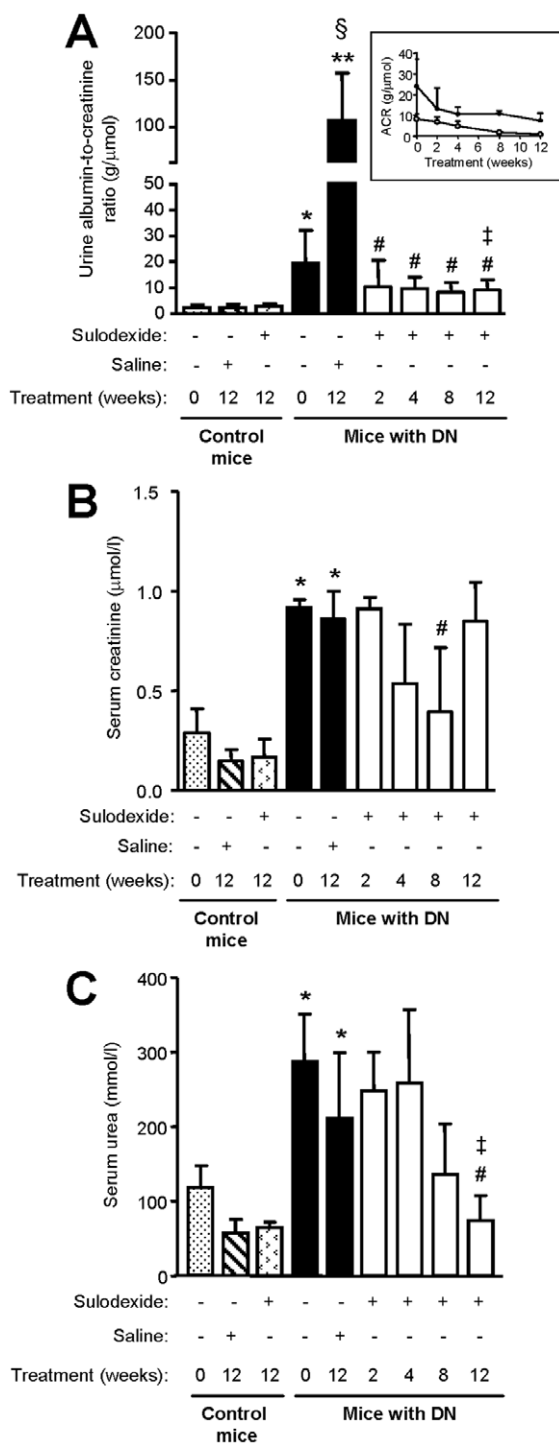 A
Urine albumin-to-creatinine
ratio (g/μmol)
200
150
100
50
50
40
30
20
10
0
*
**
§
#
#
#
‡
#
ACR (g/μmol)
40
30
20
10
0
0 2 4 6 8 10 12
Treatment (weeks)
Sulodexide: - - + - - + + + +
Saline: - + - - + - - - -
Treatment (weeks): 0 12 12 0 12 2 4 8 12
Control
mice
Mice with DN
B
Serum creatinine (μmol/l)
1.5
1.0
0.5
0.0
*
*
#
Sulodexide: - - + - - + + + +
Saline: - + - - + - - - -
Treatment (weeks): 0 12 12 0 12 2 4 8 12
Control
mice
Mice with DN
C
Serum urea (mmol/l)
400
300
200
100
0
*
*
‡
#
Sulodexide: - - + - - + + + +
Saline: - + - - + - - - -
Treatment (weeks): 0 12 12 0 12 2 4 8 12
Control
mice
Mice with DN